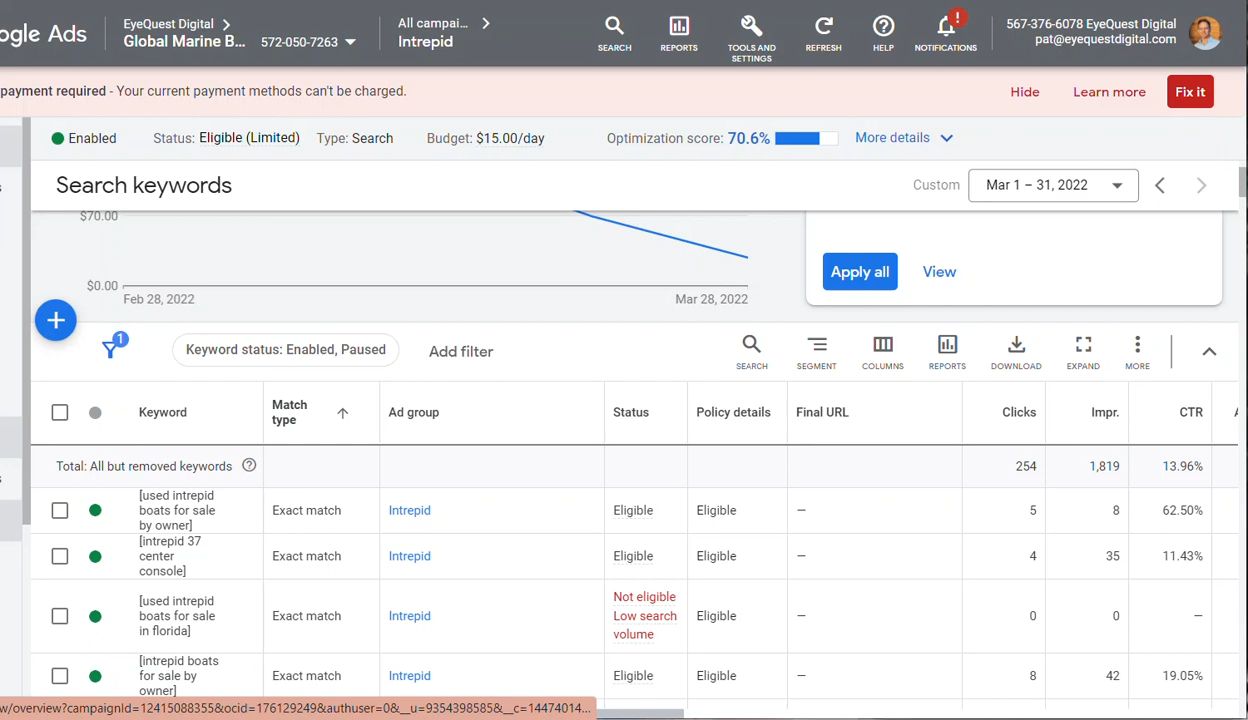 ogle Ads
EyeQuest Digital
Global Marine B... 572-050-7263
All campai...
Intrepid
SEARCH
REPORTS
TOOLS AND
SETTINGS
REFRESH
HELP
!
NOTIFICATIONS
567-376-6078 EyeQuest Digital
pat@eyequestdigital.com
payment required - Your current payment methods can't be charged.
Hide
Learn more
Fix it
Enabled
Status: Eligible (Limited)
Type: Search
Budget: $15.00/day
Optimization score: 70.6%
More details
Search keywords
Custom
Mar 1 – 31, 2022
$70.00
$0.00
Feb 28, 2022
Mar 28, 2022
Apply all
View
+
1
Keyword status: Enabled, Paused
Add filter
SEARCH
SEGMENT
COLUMNS
REPORTS
DOWNLOAD
EXPAND
MORE
Keyword
Match
type
Ad group
Status
Policy details
Final URL
Clicks
Impr.
CTR
Total: All but removed keywords
?
254
1,819
13.96%
[used intrepid
boats for sale
by owner]
Exact match
Intrepid
Eligible
Eligible
—
5
8
62.50%
[intrepid 37
center
console]
Exact match
Intrepid
Eligible
Eligible
—
4
35
11.43%
[used intrepid
boats for sale
in florida]
Exact match
Intrepid
Not eligible
Low search
volume
Eligible
—
0
0
—
[intrepid boats
for sale by
owner]
Exact match
Intrepid
Eligible
Eligible
—
8
42
19.05%
w/overview?campaignId=12415088355&ocid=176129249&authuser=0&__u=9354398585&__c=14474014...